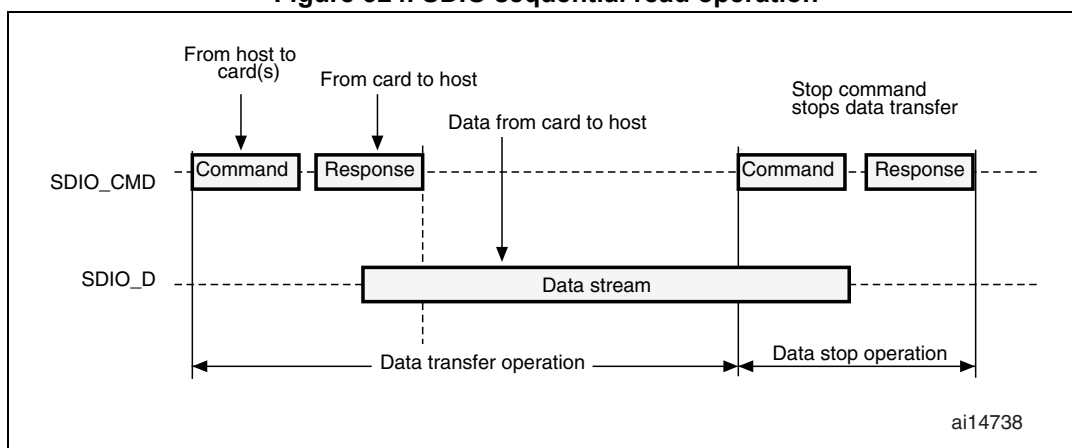 From host to
card(s)
From card to host
Data from card to host
Stop command
stops data transfer
SDIO_CMD
Command
Response
Command
Response
SDIO_D
Data stream
Data transfer operation
Data stop operation
ai14738